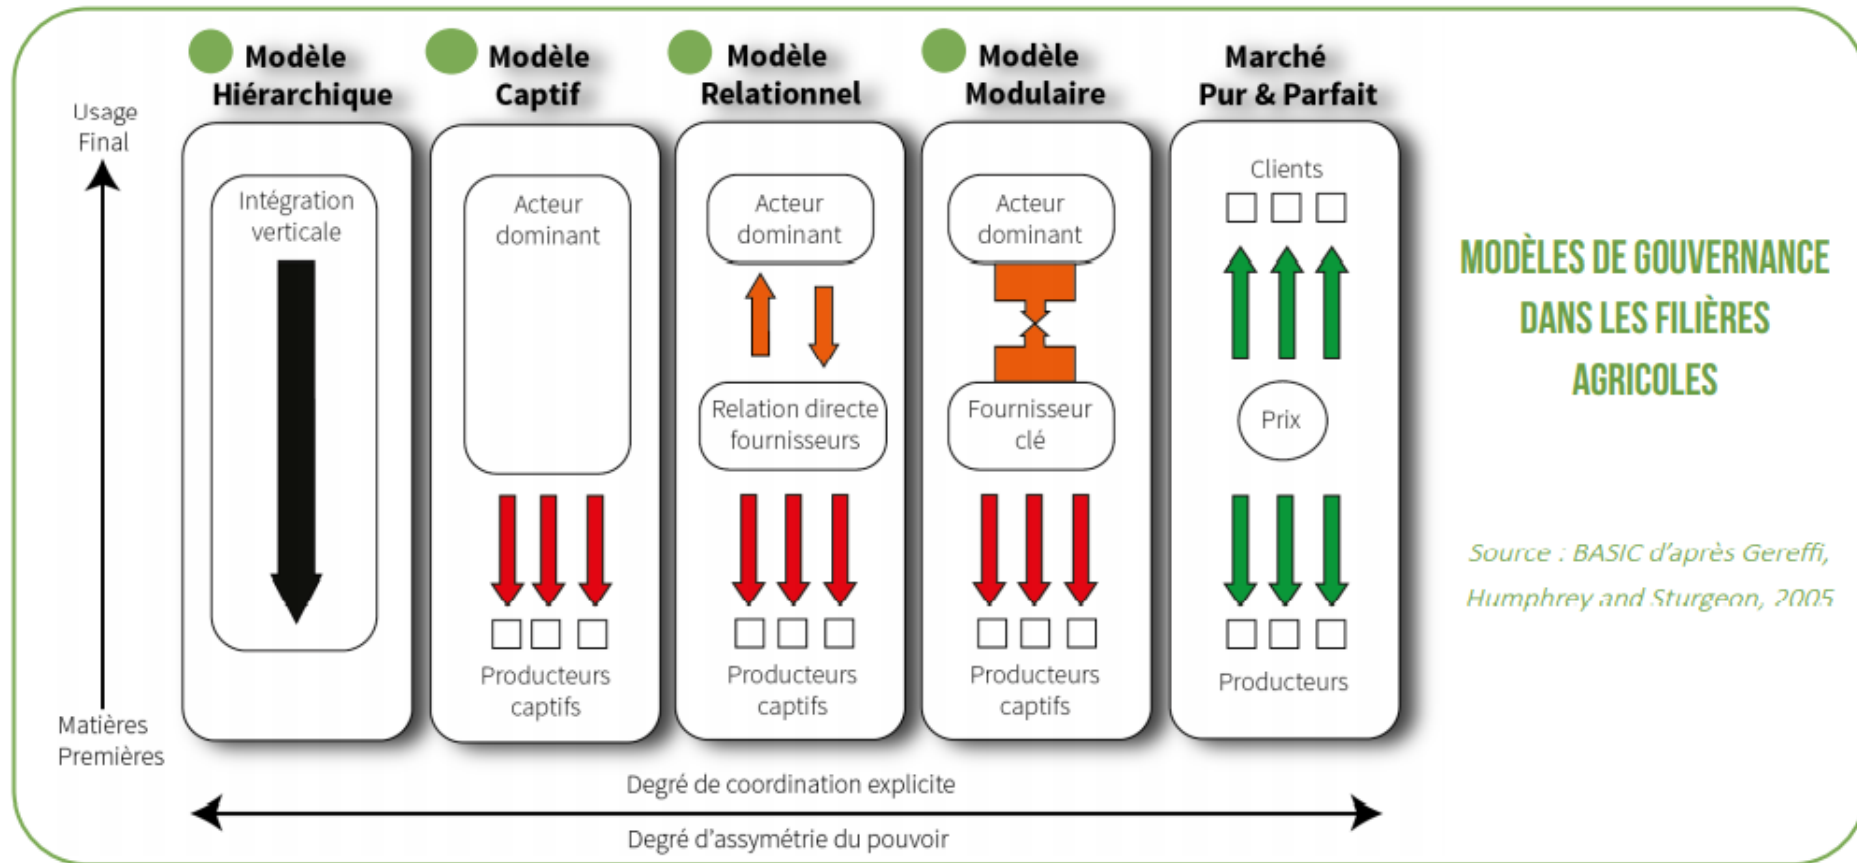 Modèle
Hiérarchique
Modèle
Captif
Modèle
Relationnel
Modèle
Modulaire
Marché
Pur & Parfait
Usage
Final
Matières
Premières
Intégration
verticale
Acteur
dominant
Producteurs
captifs
Acteur
dominant
Relation directe
fournisseurs
Producteurs
captifs
Acteur
dominant
Fournisseur
clé
Producteurs
captifs
Clients
Prix
Producteurs
Degré de coordination explicite
Degré d'assymétrie du pouvoir
MODÈLES DE GOUVERNANCE
DANS LES FILIÈRES
AGRICOLES
Source : BASIC d'après Gereffi,
Humphrey and Sturgeon, 2005